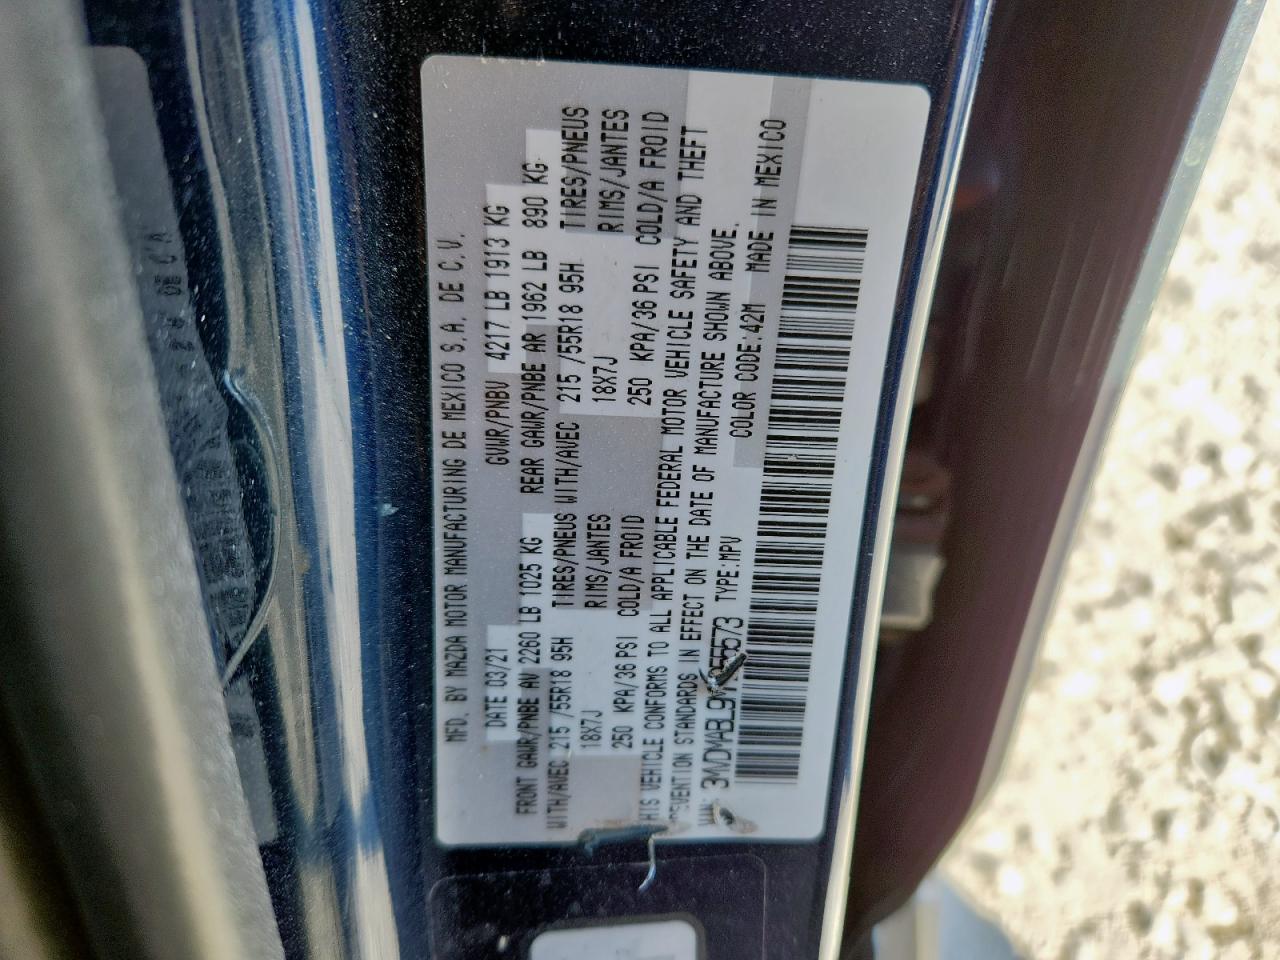 MFD. BY MAZDA MOTOR MANUFACTURING DE MEXICO S.A. DE C.V.
DATE 03/21 GVWR/PNBV 4217 LB 1913 KG
FRONT GAWR/PNBE AV 2260 LB 1025 KG REAR GAWR/PNBE AR 1962 LB 890 KG
WITH/AVEC 215 /55R18 95H TIRES/PNEUS WITH/AVEC 215 /55R18 95H TIRES/PNEUS
18X7J RIMS/JANTES 18X7J RIMS/JANTES
250 KPA/36 PSI COLD/A FROID 250 KPA/36 PSI COLD/A FROID
VEHICLE CONFORMS TO ALL APPLICABLE FEDERAL MOTOR VEHICLE SAFETY AND THEFT
STANDARDS IN EFFECT ON THE DATE OF MANUFACTURE SHOWN ABOVE.
TYPE:MPV COLOR CODE:42M MADE IN MEXICO